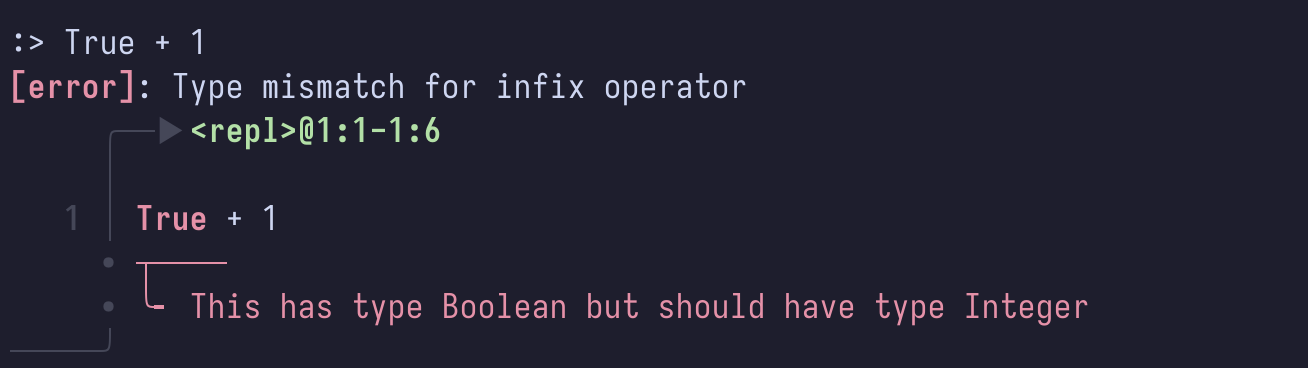 :> True + 1
[error]: Type mismatch for infix operator
<repl>@1:1-1:6
1 True + 1
This has type Boolean but should have type Integer